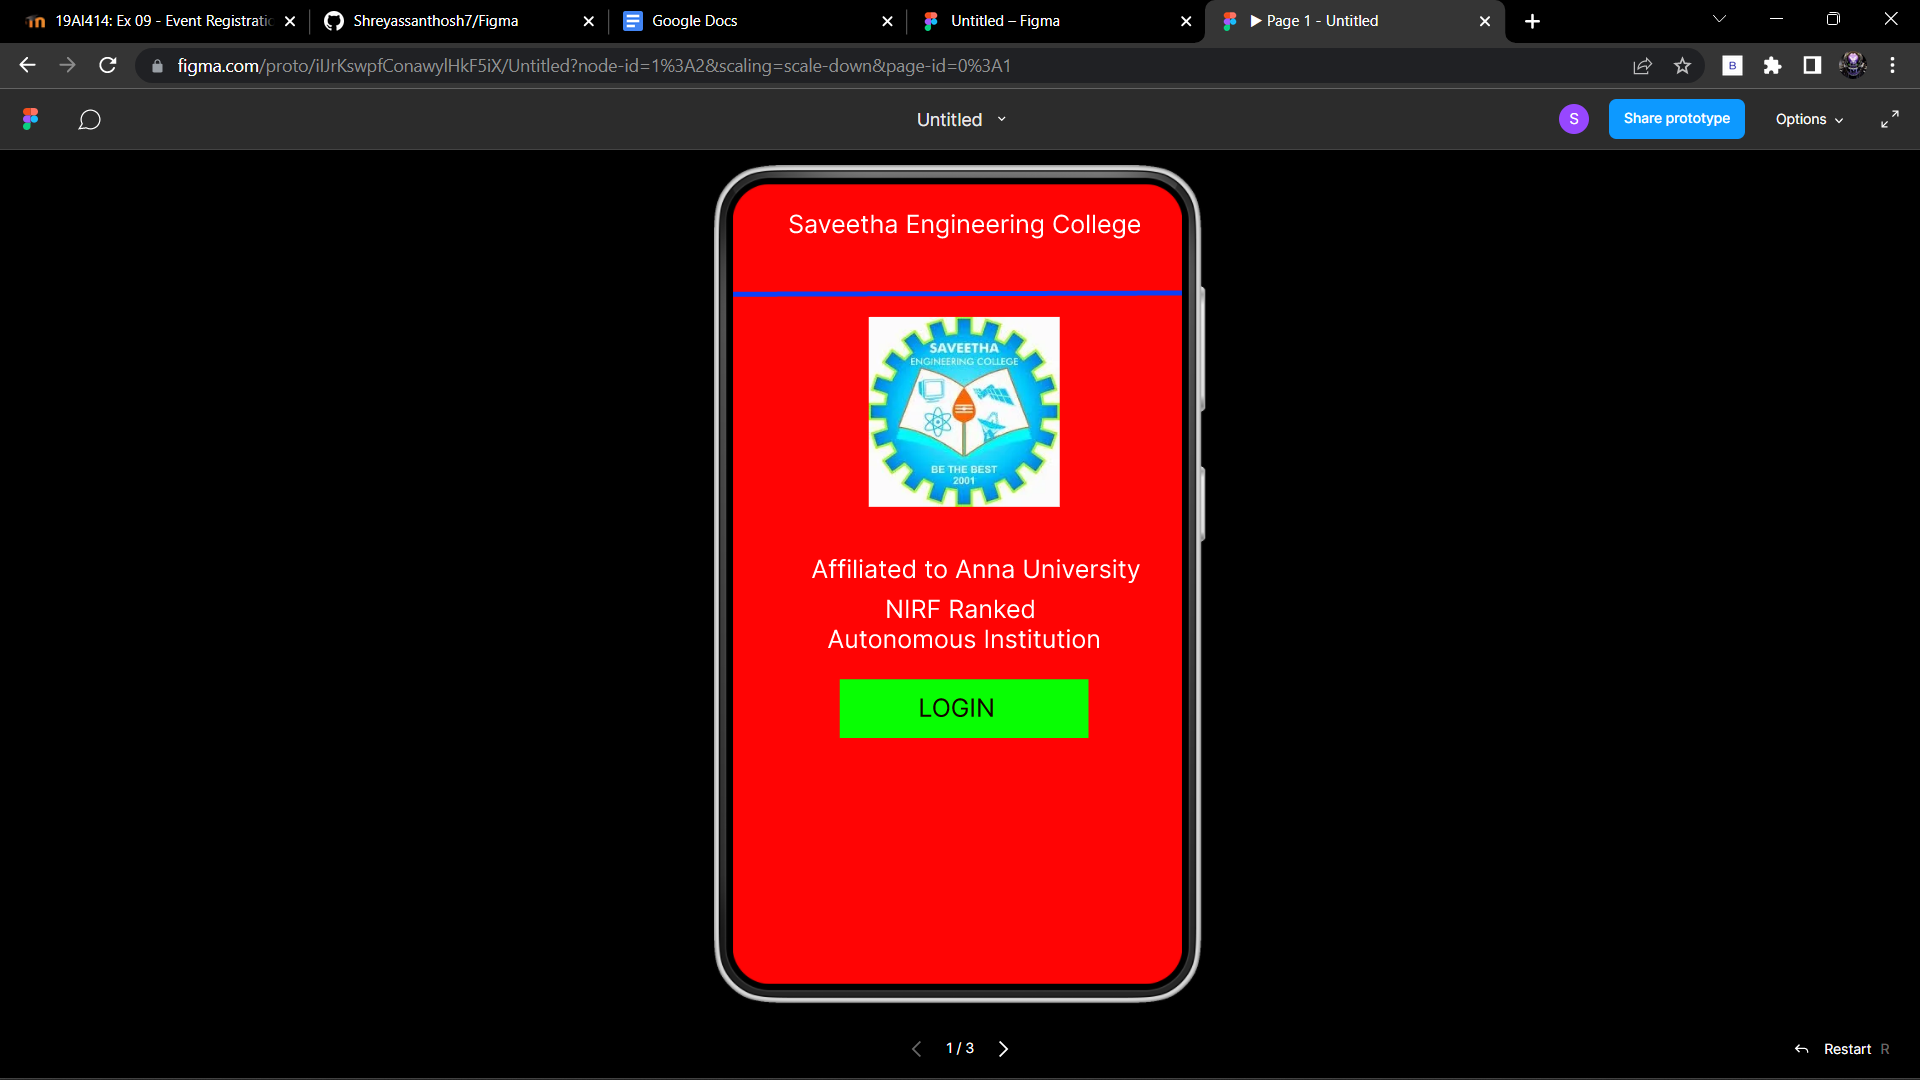 19AI414: Ex 09 - Event Registratio
Shreyassanthosh7/Figma
Google Docs
Untitled – Figma
▶ Page 1 - Untitled
figma.com/proto/ilJrKswpfConawylHkF5iX/Untitled?node-id=1%3A2&scaling=scale-down&page-id=0%3A1
B
Untitled
S
Share prototype
Options
Saveetha Engineering College
SAVEETHA
ENGINEERING COLLEGE
BE THE BEST
2001
Affiliated to Anna University
NIRF Ranked
Autonomous Institution
LOGIN
1 / 3
Restart R